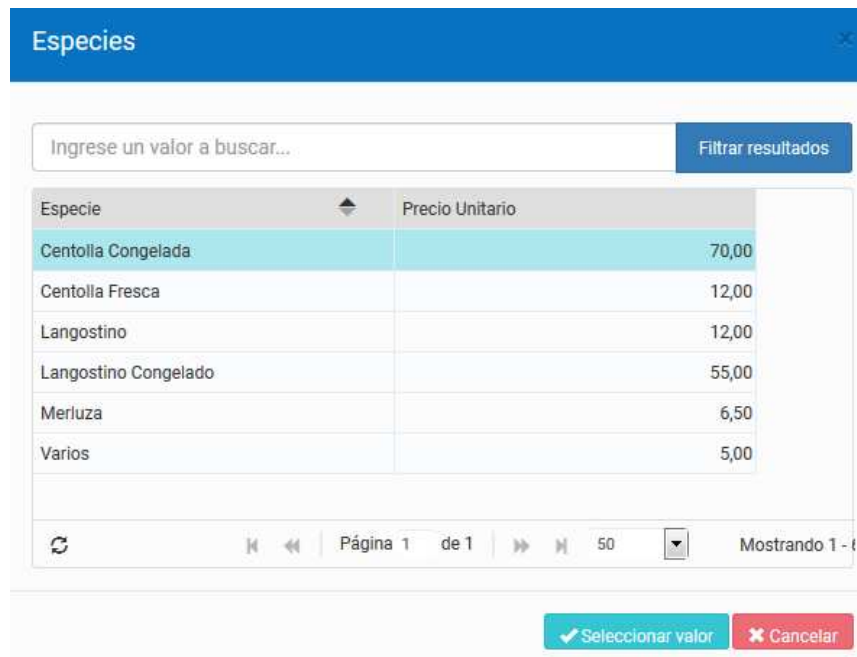 Especies
Ingrese un valor a buscar...
Filtrar resultados
Especie Precio Unitario
Centolla Congelada 70,00
Centolla Fresca 12,00
Langostino 12,00
Langostino Congelado 55,00
Merluza 6,50
Varios 5,00
Página 1 de 1 50 Mostrando 1 -
Seleccionar valor Cancelar